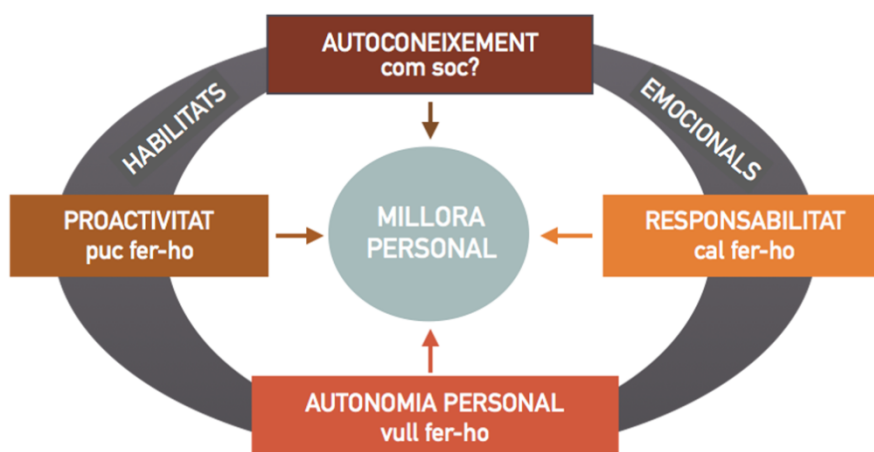 AUTOCONEIXEMENT
com soc?
HABILITATS
EMOCIONALS
PROACTIVITAT
puc fer-ho
MILLORA
PERSONAL
RESPONSABILITAT
cal fer-ho
AUTONOMIA PERSONAL
vull fer-ho